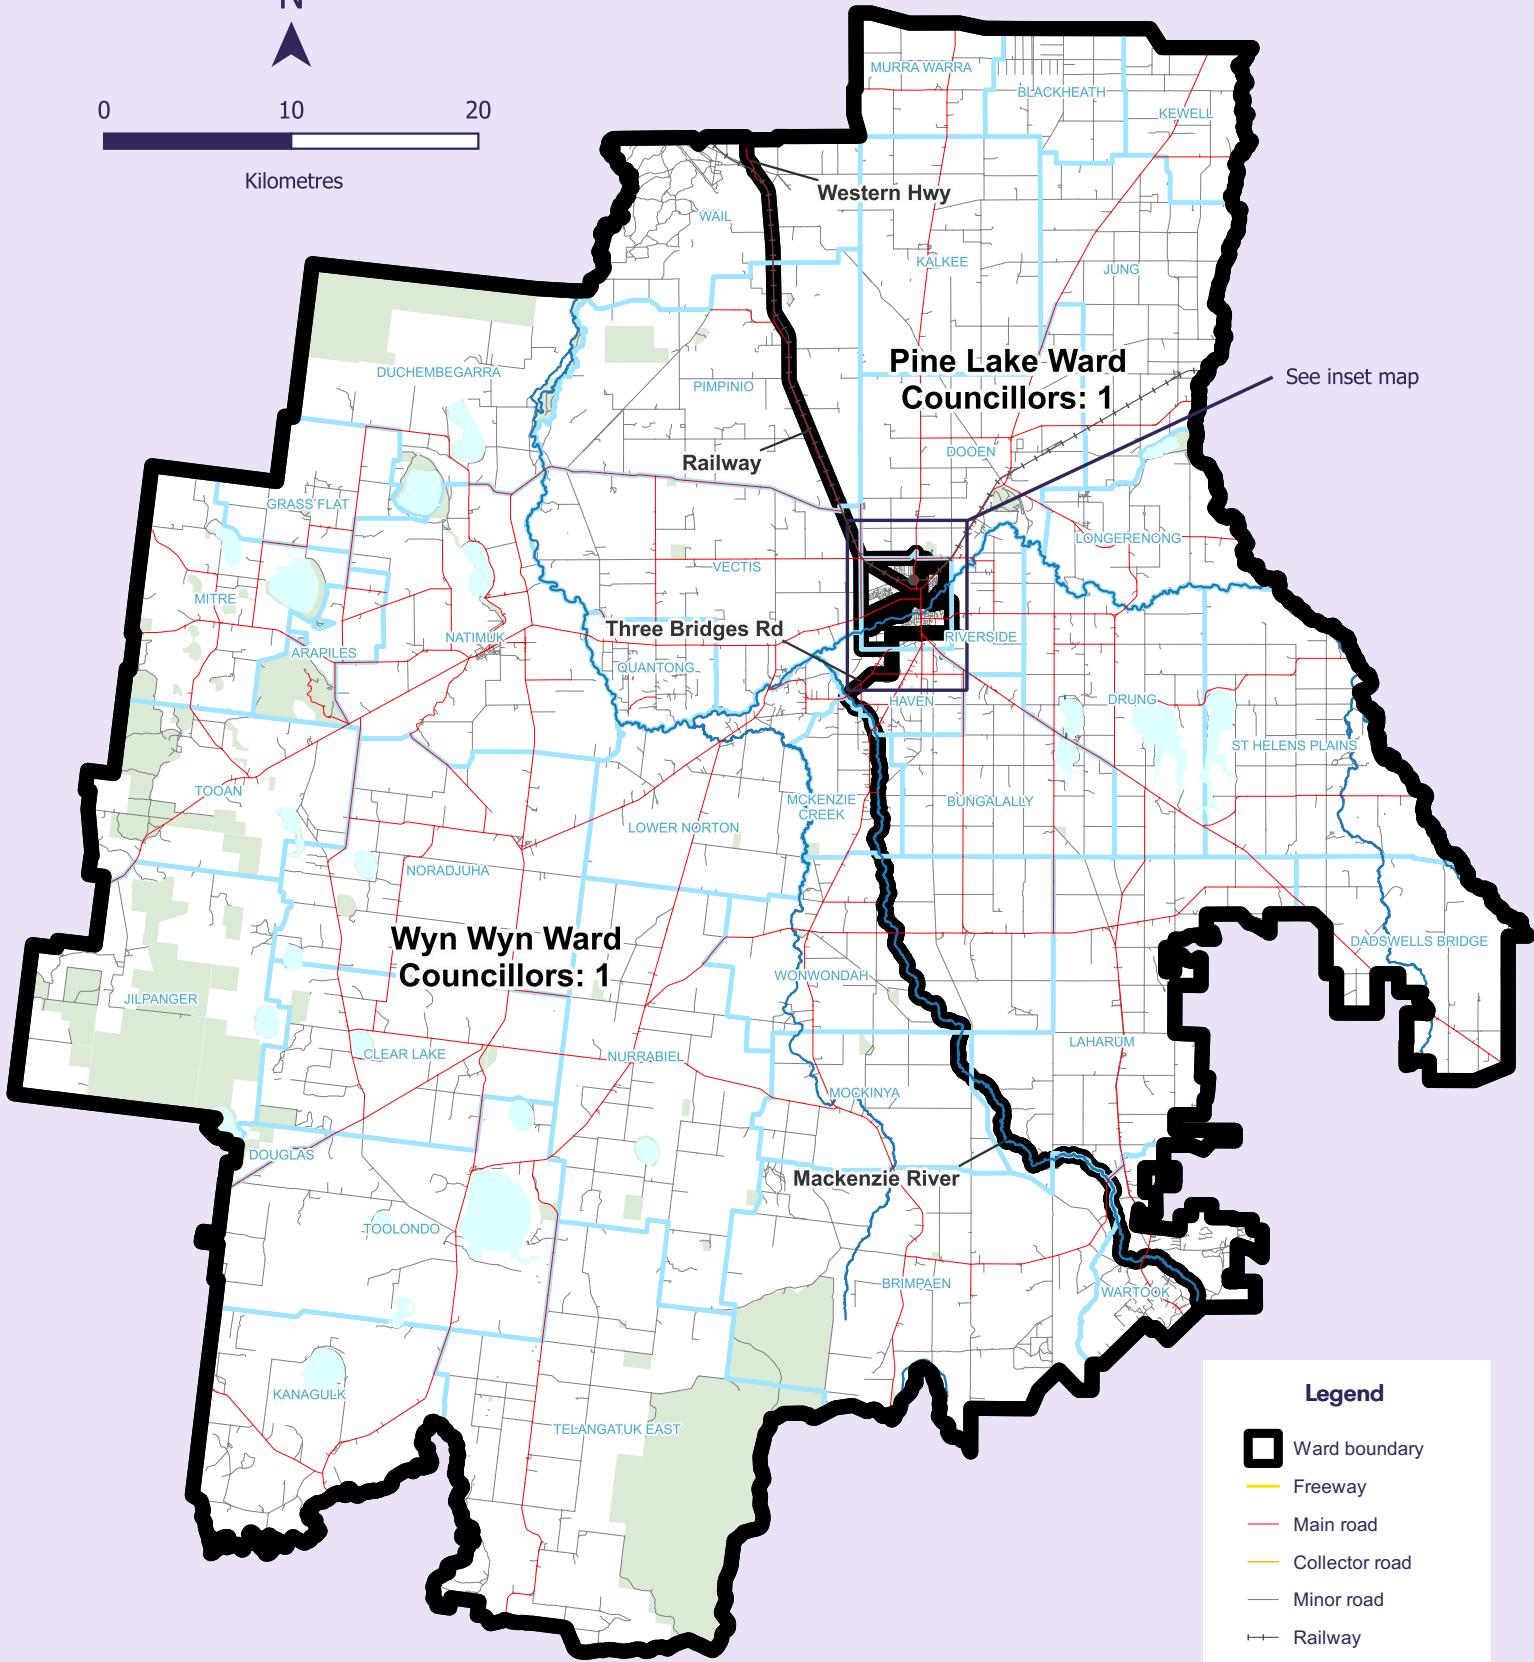 N
0 10 20
Kilometres
MURRA WARRA
BLACKHEATH
KEWELL
Western Hwy
WAIL
KALKEE
JUNG
Pine Lake Ward
Councillors: 1
See inset map
DUCHEMBEGARRA
PIMPINIO
DOOEN
Railway
GRASS FLAT
LONGERENONG
VECTIS
MITRE
Three Bridges Rd
NATIMUK
RIVERSIDE
ARAPILES
QUANTONG
HAVEN
DRUNG
ST HELENS PLAINS
TOOAN
MCKENZIE
CREEK
BUNGALALLY
LOWER NORTON
NORADJUHA
Wyn Wyn Ward
Councillors: 1
DADSWELLS BRIDGE
WONWONDAH
JILPANGER
LAHARUM
CLEAR LAKE
NURRABIEL
MOCKINYA
DOUGLAS
Mackenzie River
TOOLONDO
BRIMPAEN
WARTOOK
KANAGULK
TELANGATUK EAST
Legend
Ward boundary
Freeway
Main road
Collector road
Minor road
Railway